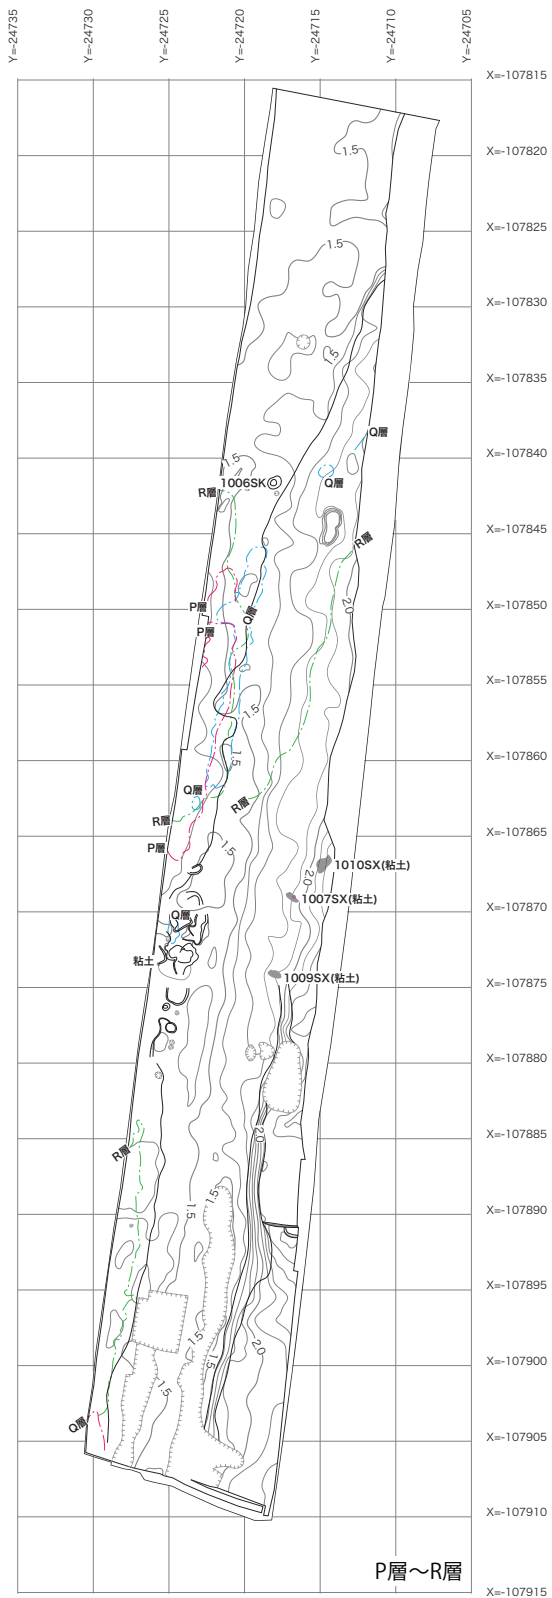 Y=-24735
Y=-24730
Y=-24725
Y=-24720
Y=-24715
Y=-24710
Y=-24705
X=-107815
X=-107820
1.5
X=-107825
1.5
X=-107830
1.5
X=-107835
Q層
X=-107840
1.5
1006SK
Q層
R層
X=-107845
R層
P層
Q層
2.0
X=-107850
P層
1.5
X=-107855
1.5
X=-107860
Q層
R層
R層
X=-107865
P層
1.5
1010SX(粘土)
2.0
1007SX(粘土)
X=-107870
Q層
粘土
1009SX(粘土)
X=-107875
X=-107880
2.0
X=-107885
R層
1.5
1.5
X=-107890
X=-107895
1.5
2.0
1.5
X=-107900
1.5
Q層
X=-107905
X=-107910
P層～R層
X=-107915